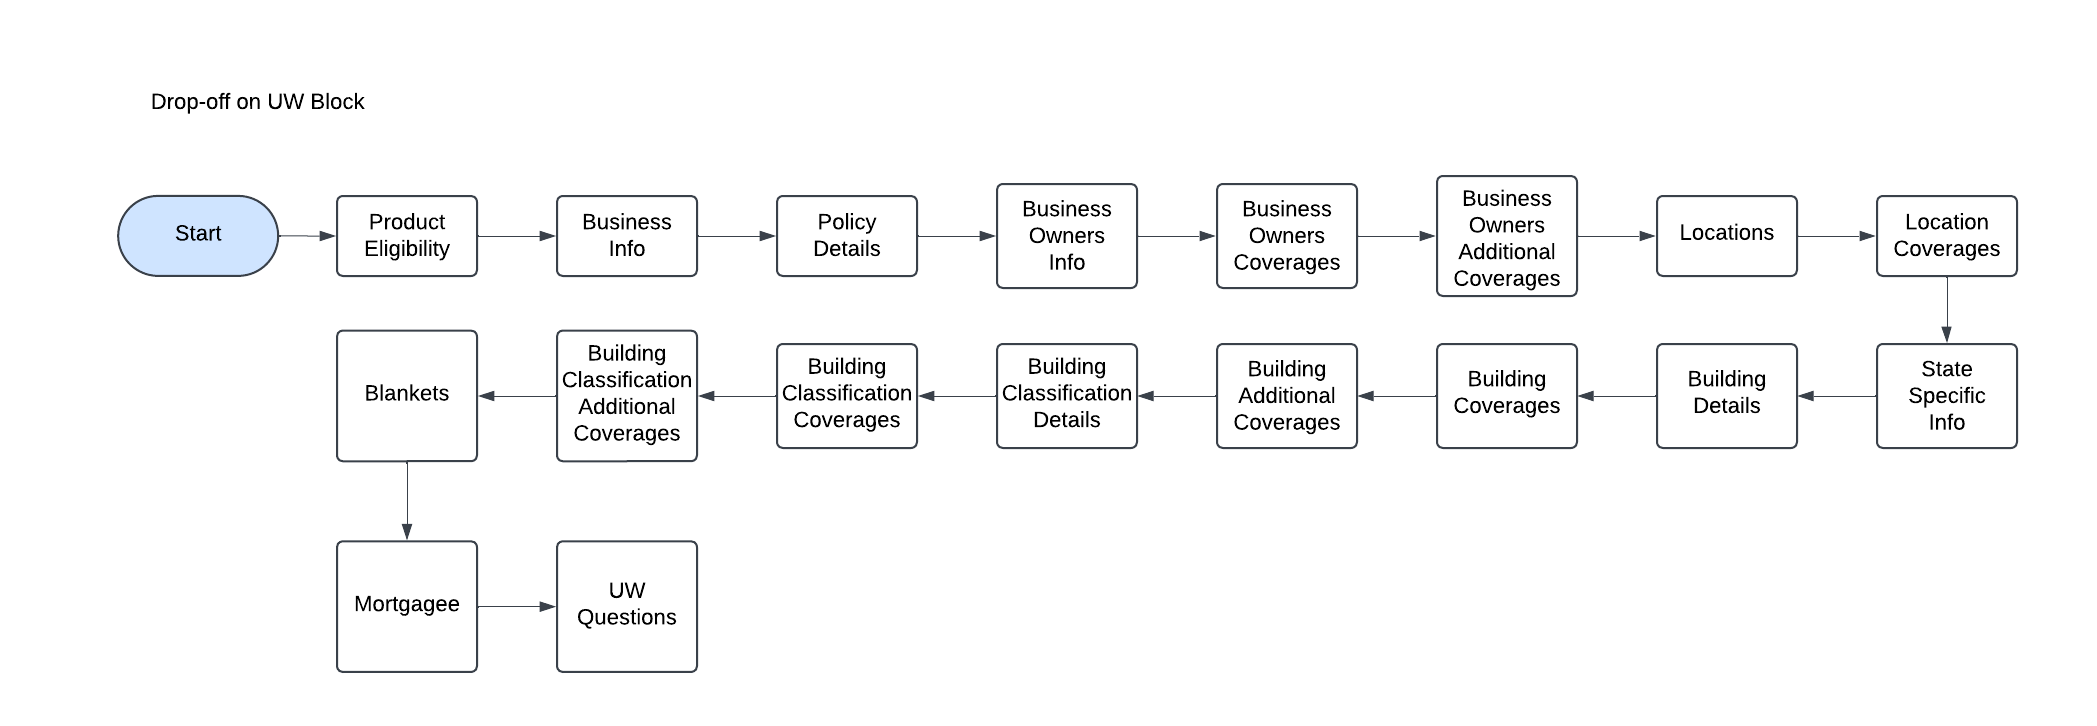 Drop-off on UW Block
Start
Product
Eligibility
Business
Info
Policy
Details
Business
Owners
Info
Business
Owners
Coverages
Business
Owners
Additional
Coverages
Locations
Location
Coverages
State
Specific
Info
Building
Details
Building
Coverages
Building
Additional
Coverages
Building
Classification
Details
Building
Classification
Coverages
Building
Classification
Additional
Coverages
Blankets
Mortgagee
UW
Questions